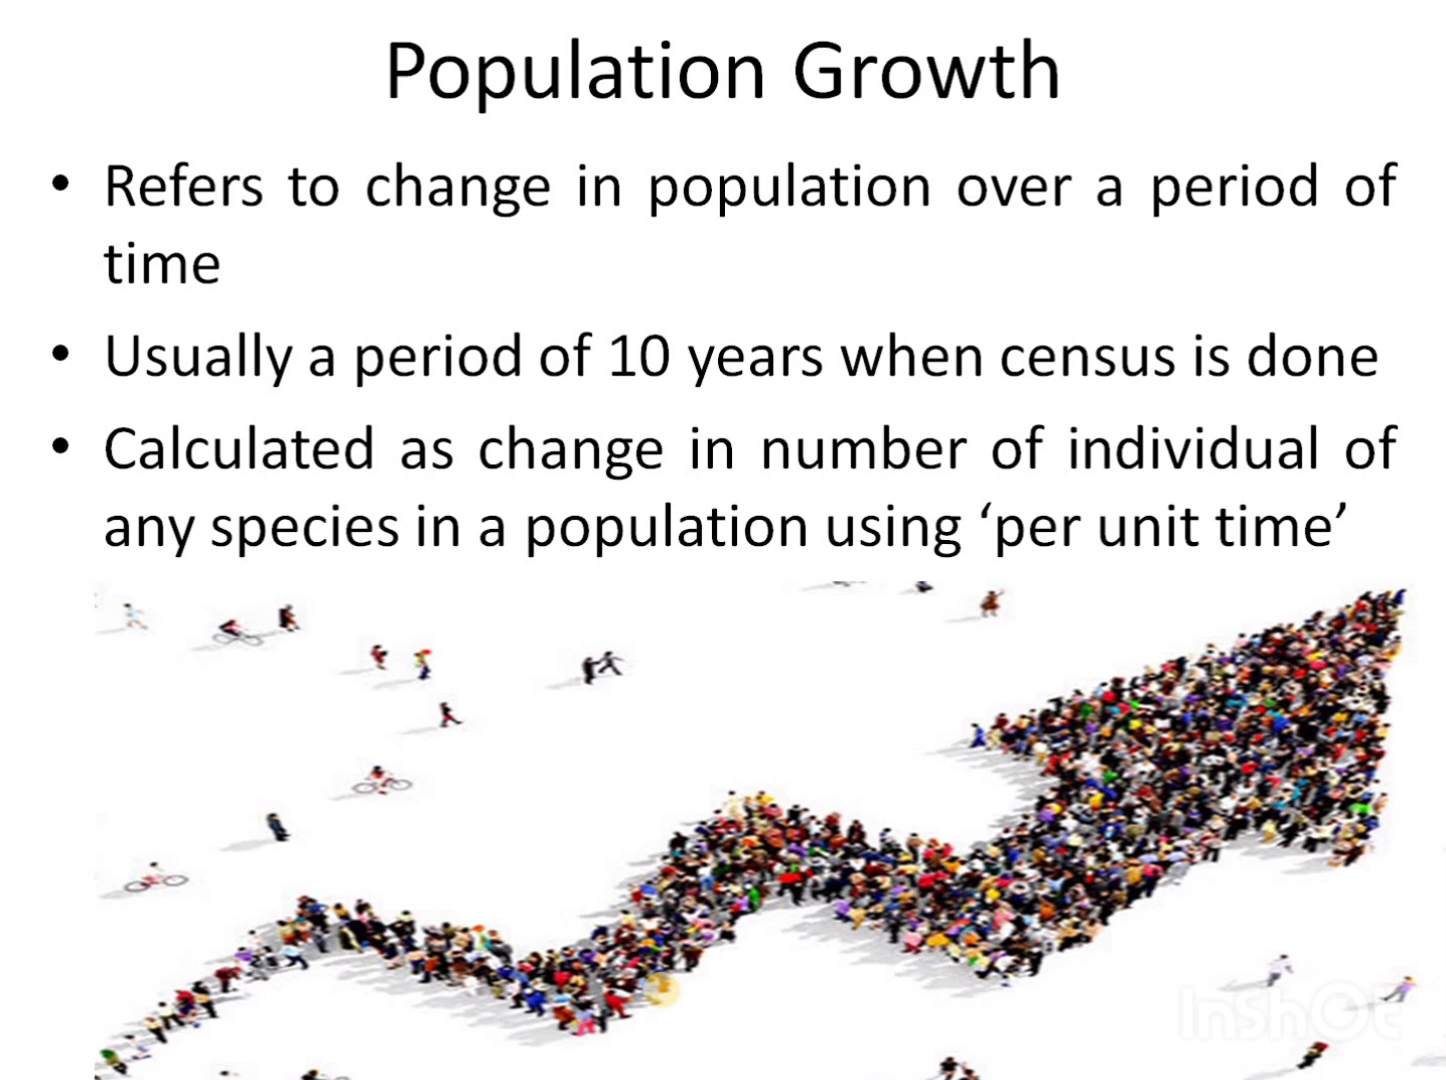 Population Growth
• Refers to change in population over a period of
time
• Usually a period of 10 years when census is done
• Calculated as change in number of individual of
any species in a population using ‘per unit time’
InShOt